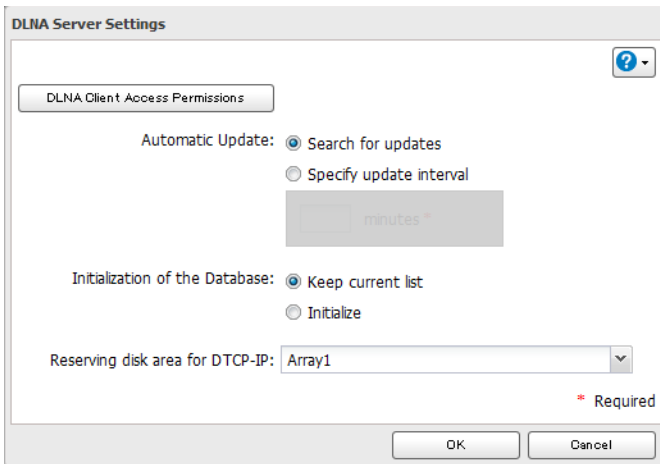 DLNA Server Settings
?
DLNA Client Access Permissions
Automatic Update: Search for updates
Specify update interval
minutes *
Initialization of the Database: Keep current list
Initialize
Reserving disk area for DTCP-IP: Array1
* Required
OK Cancel